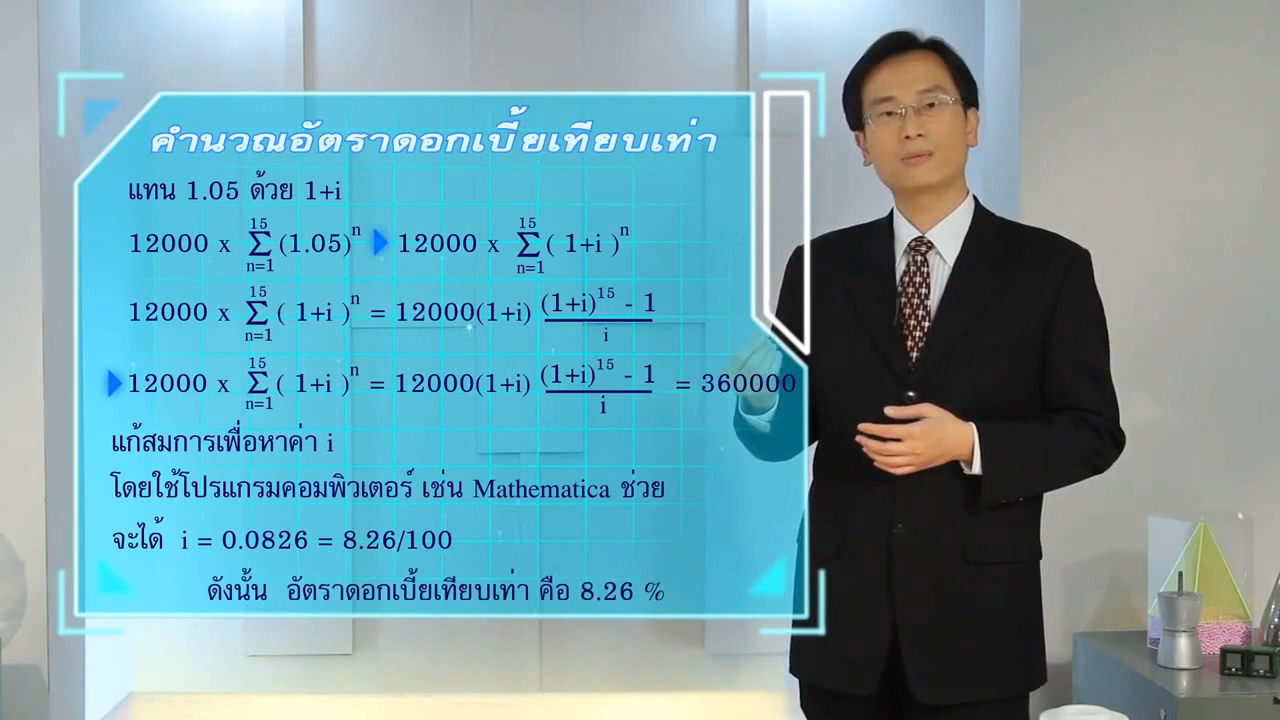 คำนวณอัตราดอกเบี้ยเทียบเท่า
แทน 1.05 ด้วย 1+i
12000 x 15 Σ n=1 (1.05)^n 12000 x 15 Σ n=1 ( 1+i )^n
12000 x 15 Σ n=1 ( 1+i )^n = 12000(1+i) (1+i)^15 - 1 / i
12000 x 15 Σ n=1 ( 1+i )^n = 12000(1+i) (1+i)^15 - 1 / i = 360000
แก้สมการเพื่อหาค่า i
โดยใช้โปรแกรมคอมพิวเตอร์ เช่น Mathematica ช่วย
จะได้ i = 0.0826 = 8.26/100
ดังนั้น อัตราดอกเบี้ยเทียบเท่า คือ 8.26 %